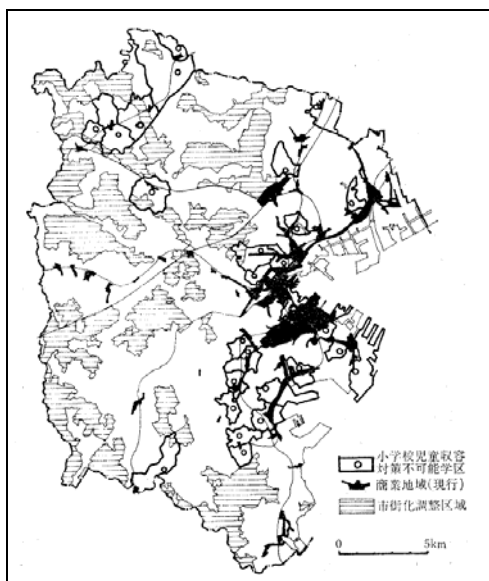 小学校児童収容
対策不可能学区
商業地域(現行)
市街化調整区域
0 5km